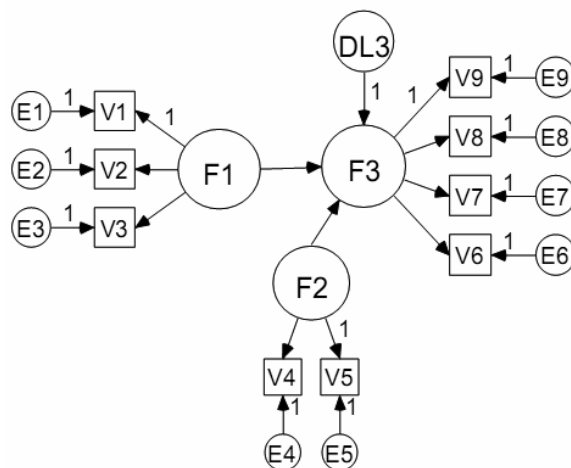 DL3
1
E1 1 V1 1
1 V9 1 E9
E2 1 V2
F1
F3
V8 1 E8
E3 1 V3
V7 1 E7
V6 1 E6
F2
1
V4 V5
1 1
E4 E5